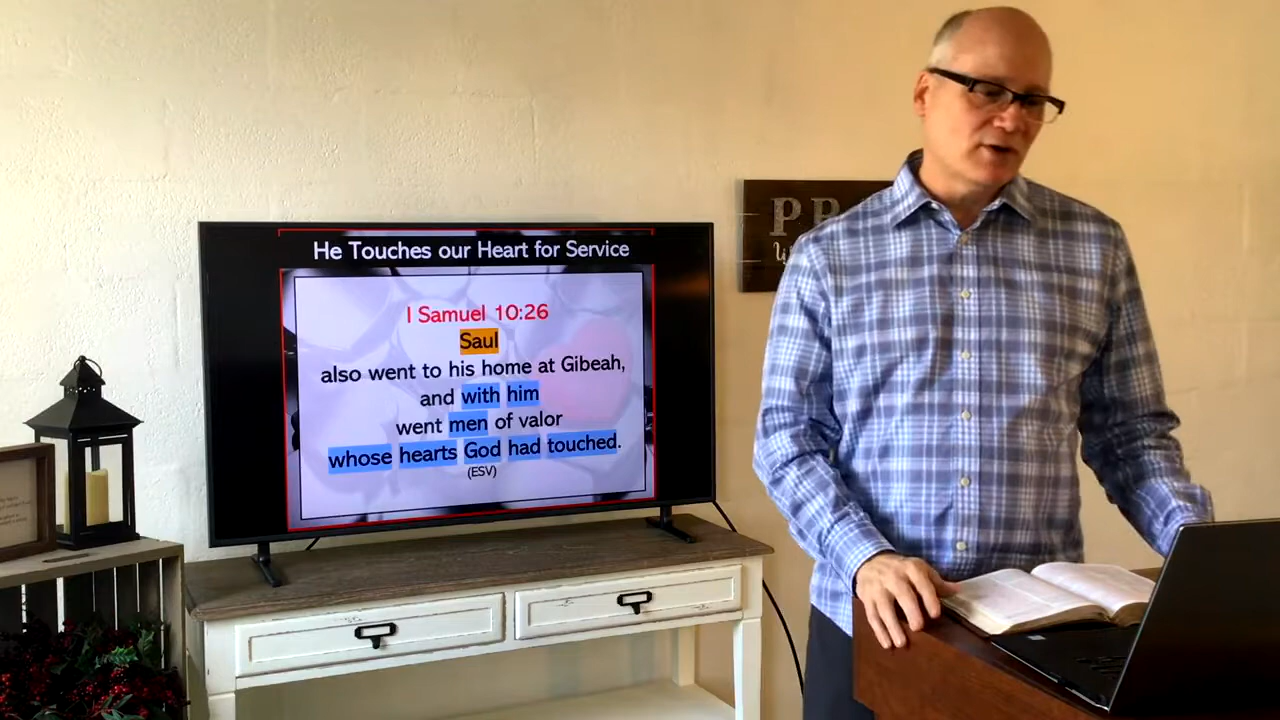 He Touches our Heart for Service
I Samuel 10:26
Saul
also went to his home at Gibeah,
and with him
went men of valor
whose hearts God had touched.
(ESV)